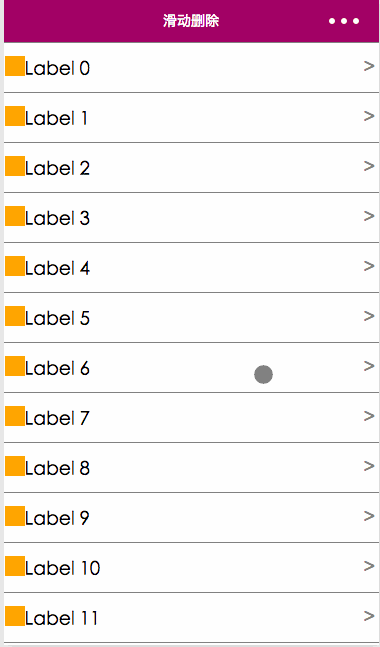 滑动删除
Label 0 >
Label 1 >
Label 2 >
Label 3 >
Label 4 >
Label 5 >
Label 6 >
Label 7 >
Label 8 >
Label 9 >
Label 10 >
Label 11 >